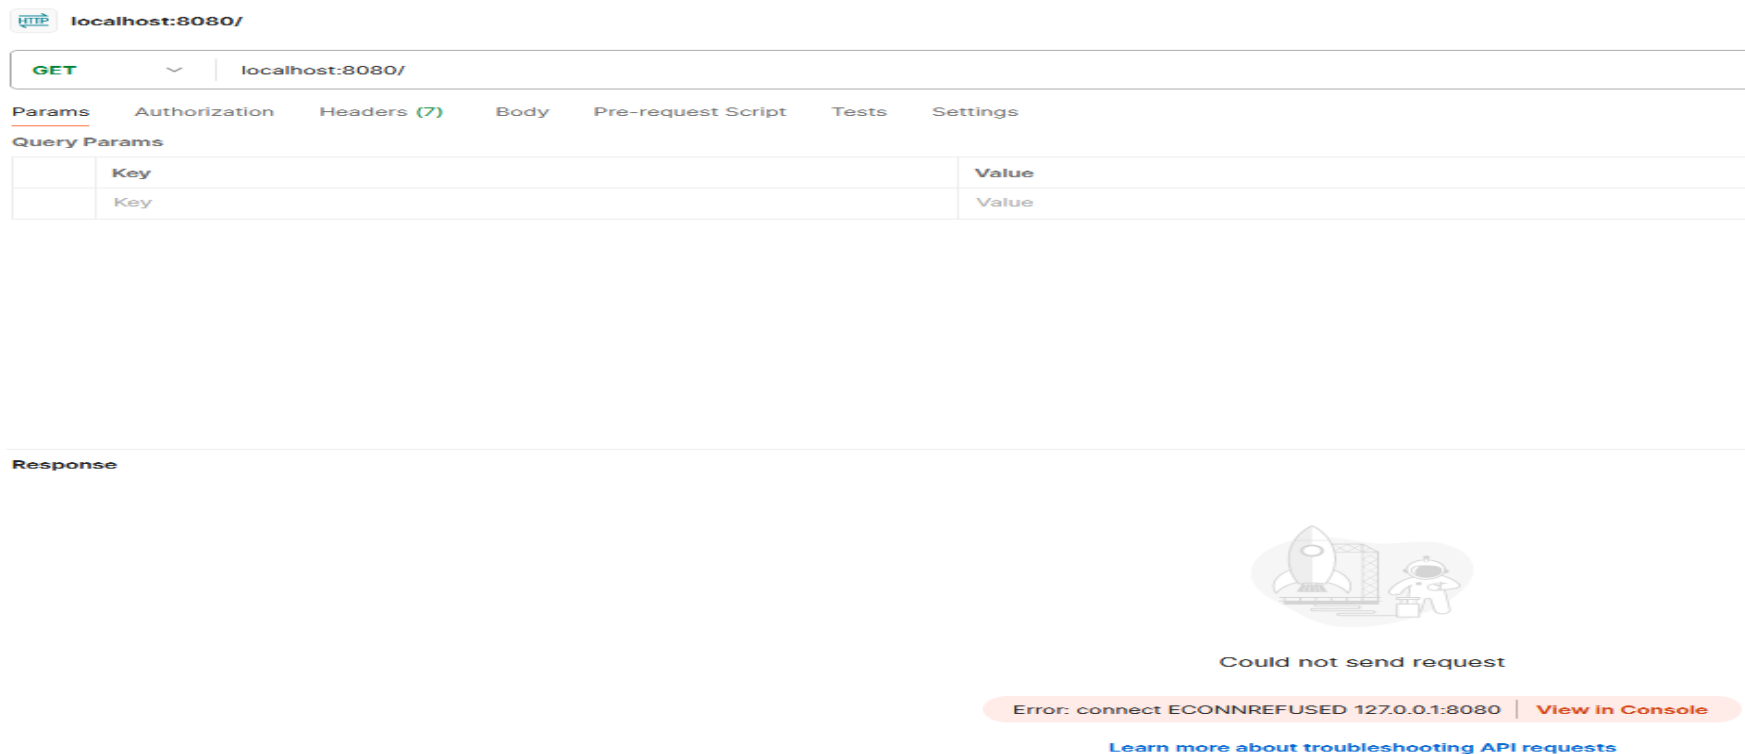 HTTP localhost:8080/
GET localhost:8080/
Params Authorization Headers (7) Body Pre-request Script Tests Settings
Query Params
Key Value
Key Value
Response
Could not send request
Error: connect ECONNREFUSED 127.0.0.1:8080 View in Console
Learn more about troubleshooting API requests